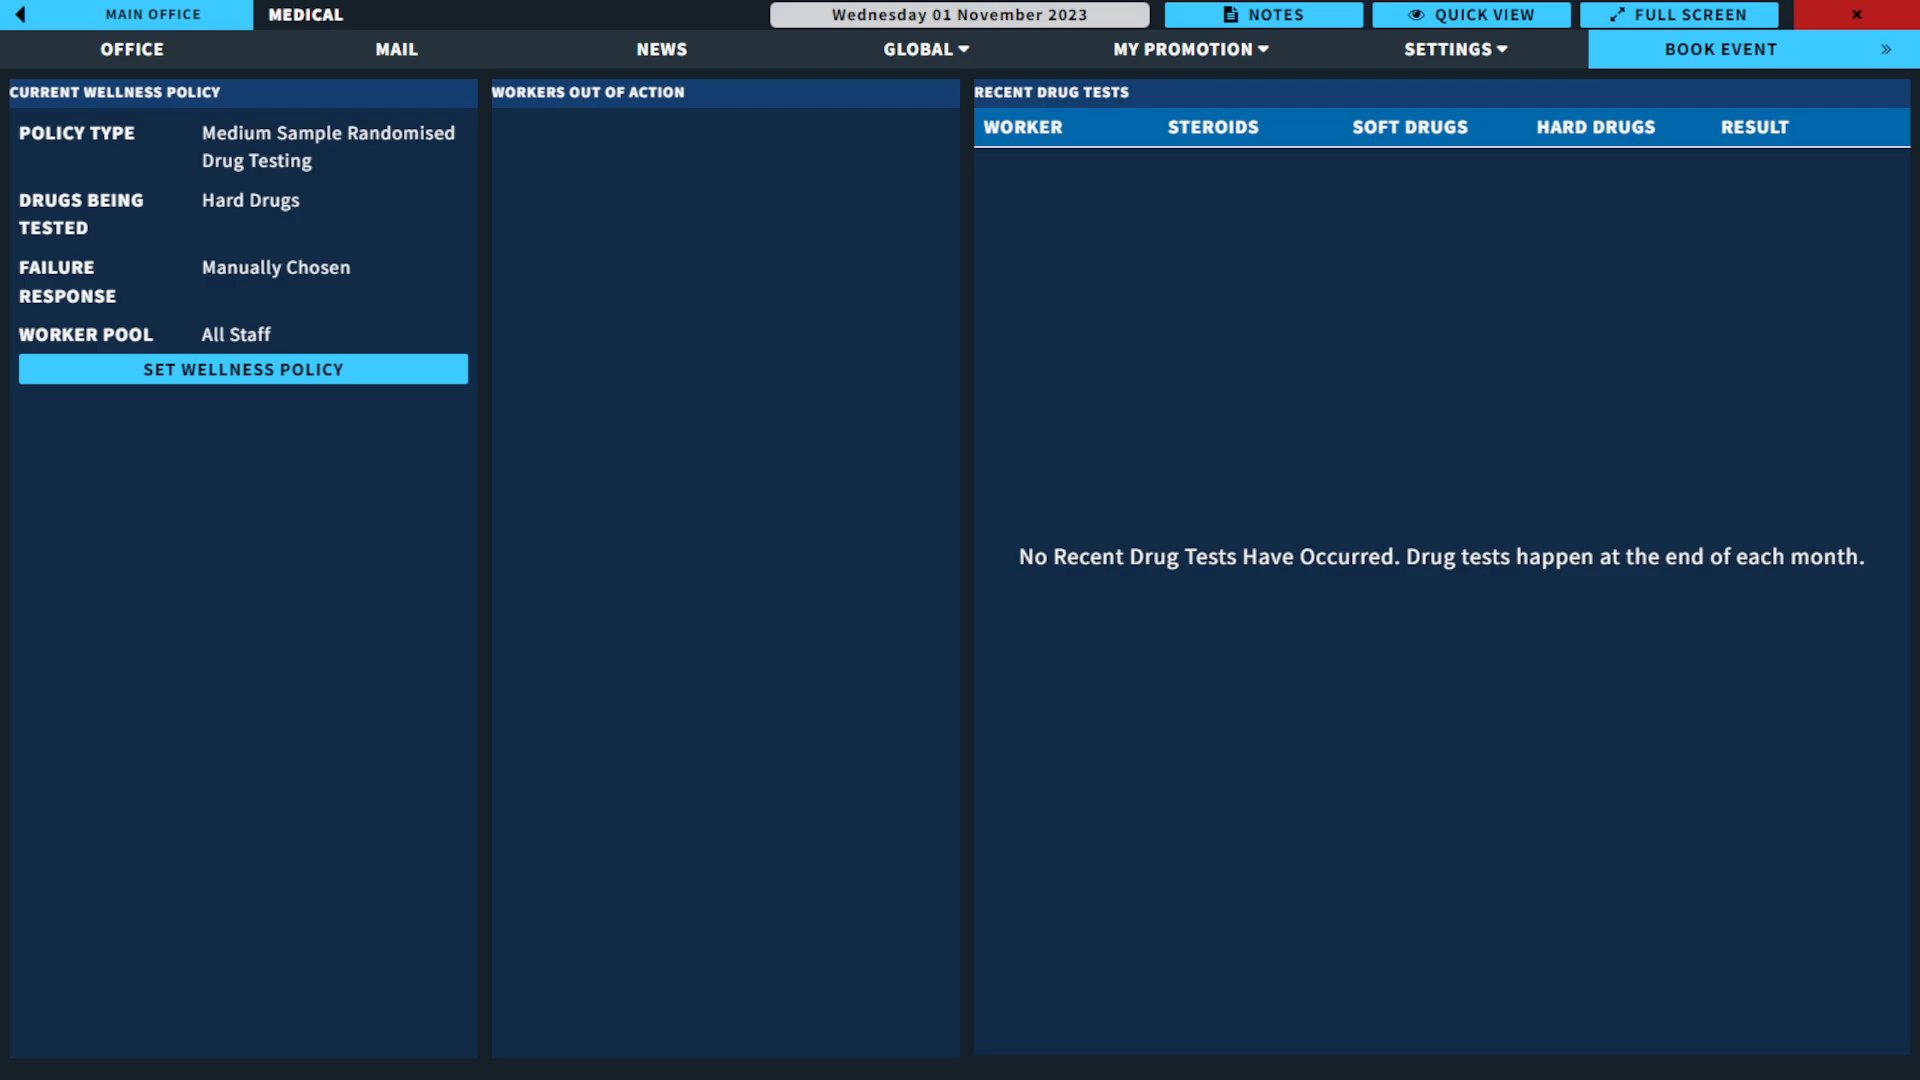 MAIN OFFICE
MEDICAL
Wednesday 01 November 2023
NOTES
QUICK VIEW
FULL SCREEN
OFFICE
MAIL
NEWS
GLOBAL
MY PROMOTION
SETTINGS
BOOK EVENT
CURRENT WELLNESS POLICY
POLICY TYPE
Medium Sample Randomised
Drug Testing
DRUGS BEING
TESTED
Hard Drugs
FAILURE
RESPONSE
Manually Chosen
WORKER POOL
All Staff
SET WELLNESS POLICY
WORKERS OUT OF ACTION
RECENT DRUG TESTS
WORKER
STEROIDS
SOFT DRUGS
HARD DRUGS
RESULT
No Recent Drug Tests Have Occurred. Drug tests happen at the end of each month.